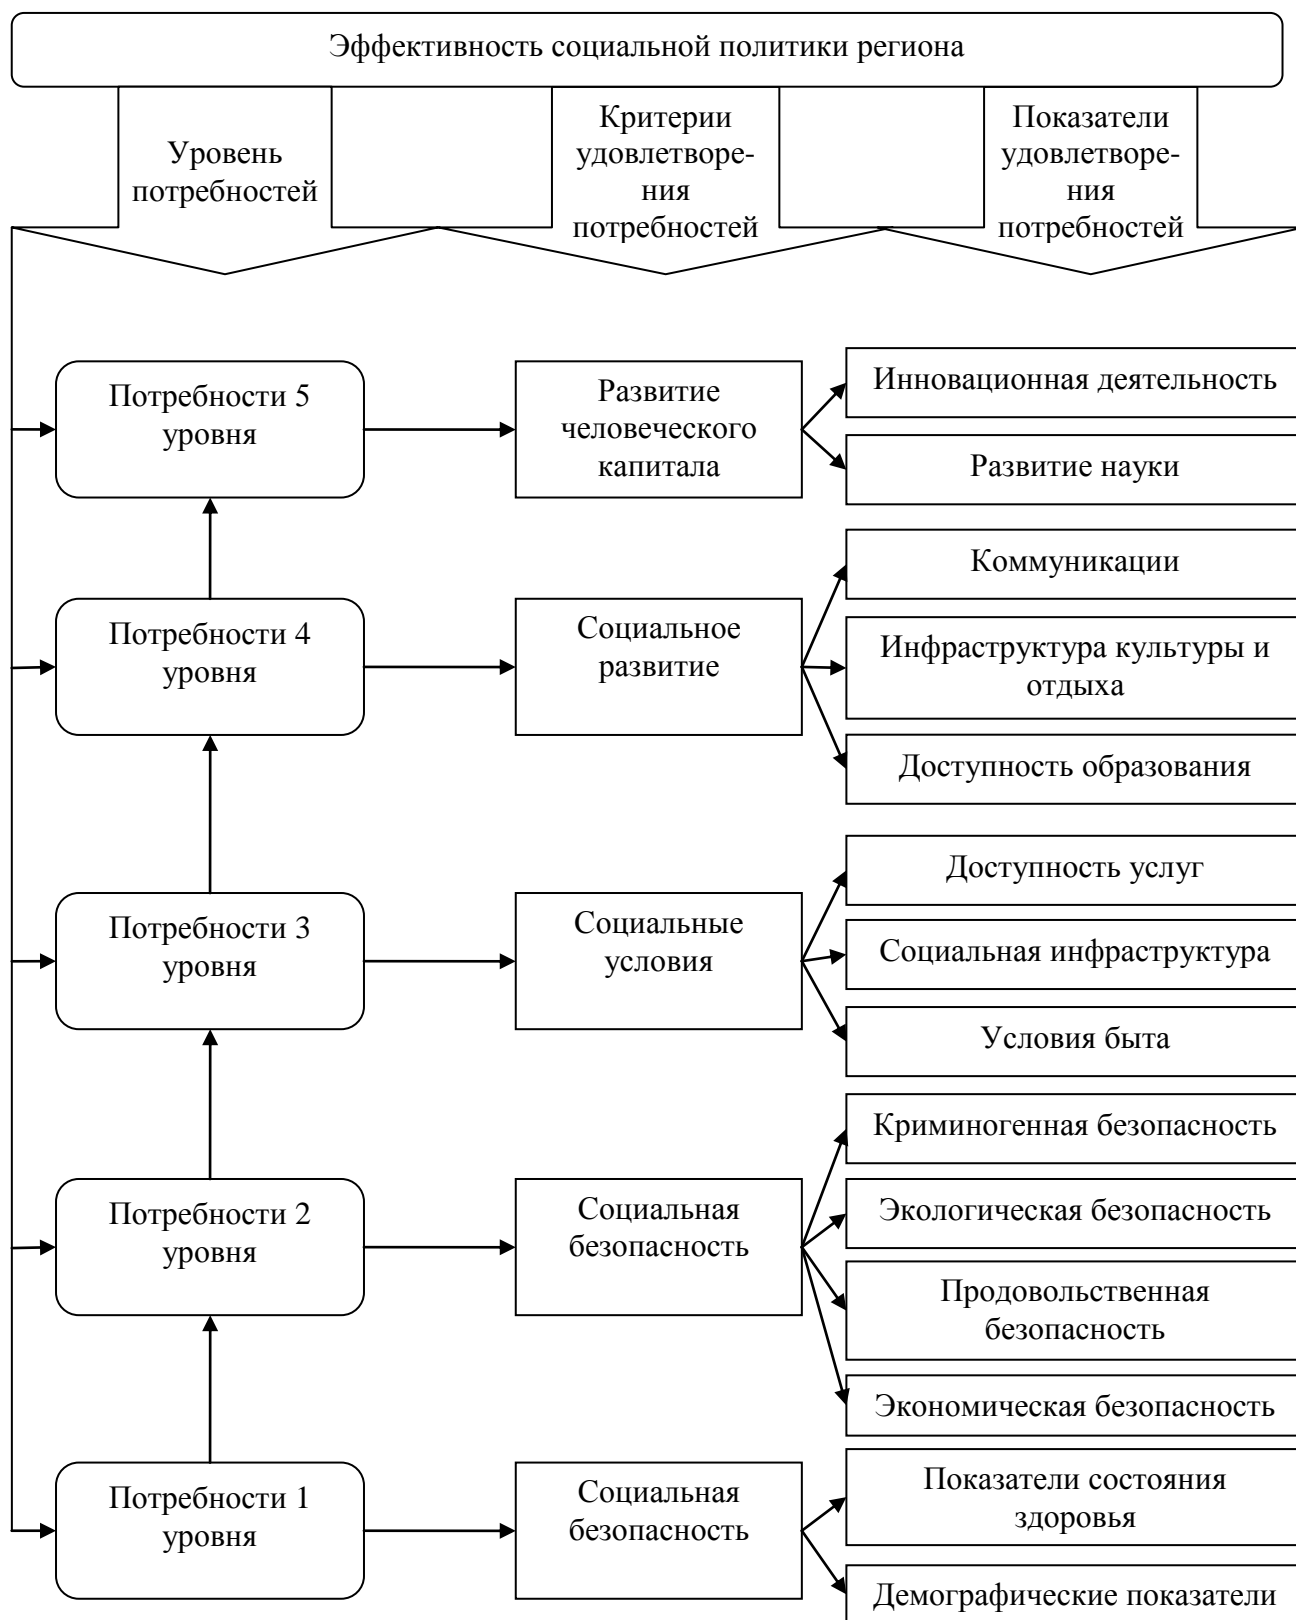 Эффективность социальной политики региона
Уровень
потребностей
Критерии
удовлетворе-
ния
потребностей
Показатели
удовлетворе-
ния
потребностей
Потребности 5
уровня
Развитие
человеческого
капитала
Инновационная деятельность
Развитие науки
Потребности 4
уровня
Социальное
развитие
Коммуникации
Инфраструктура культуры и
отдыха
Доступность образования
Потребности 3
уровня
Социальные
условия
Доступность услуг
Социальная инфраструктура
Условия быта
Потребности 2
уровня
Социальная
безопасность
Криминогенная безопасность
Экологическая безопасность
Продовольственная
безопасность
Экономическая безопасность
Потребности 1
уровня
Социальная
безопасность
Показатели состояния
здоровья
Демографические показатели